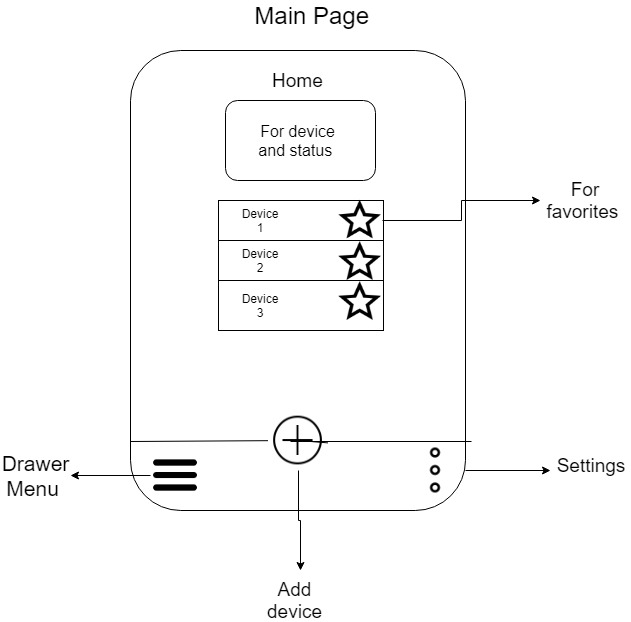 Main Page
Home
For device
and status
Device
1
Device
2
Device
3
For
favorites
Drawer
Menu
Settings
Add
device